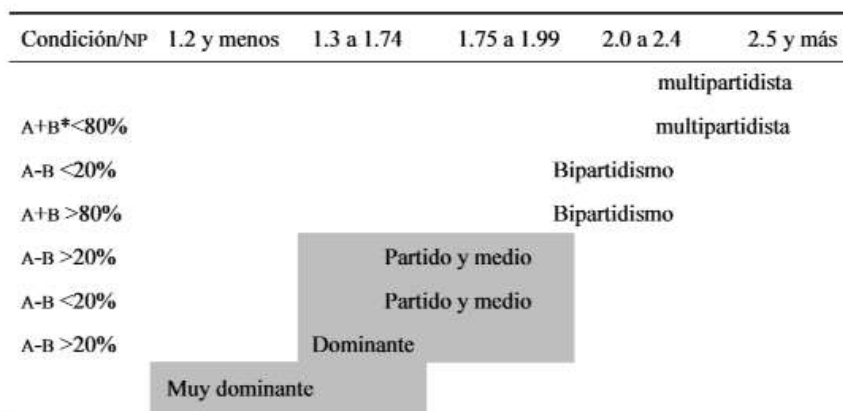 Condición/NP 1.2 y menos 1.3 a 1.74 1.75 a 1.99 2.0 a 2.4 2.5 y más
multipartidista
A+B*<80% multipartidista
A-B <20% Bipartidismo
A+B >80% Bipartidismo
A-B >20% Partido y medio
A-B <20% Partido y medio
A-B >20% Dominante
Muy dominante